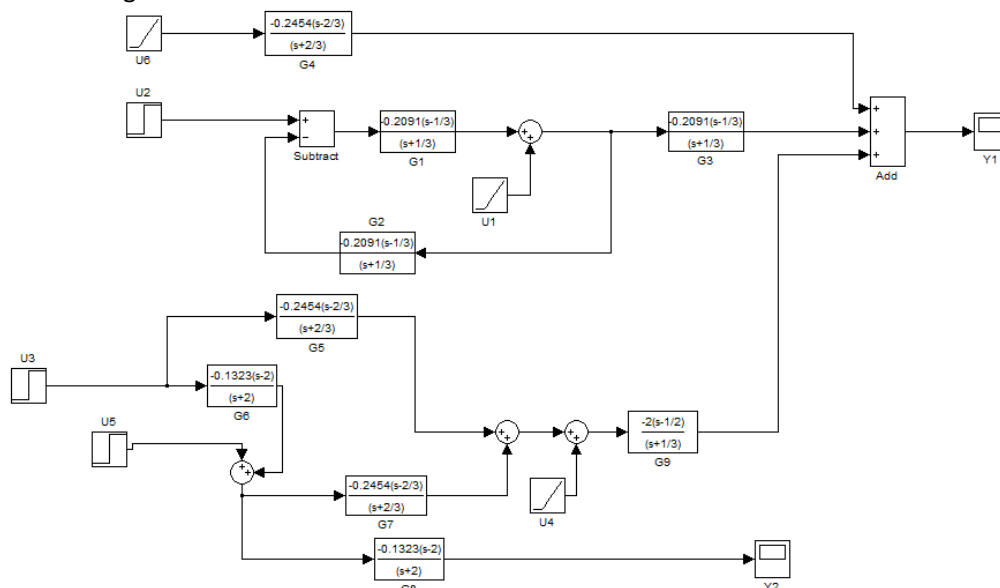 -0.2454(s-2/3)
(s+2/3)
G4
U6
U2
+
−
Subtract
-0.2091(s-1/3)
(s+1/3)
G1
+
+
U1
-0.2091(s-1/3)
(s+1/3)
G3
+
+
+
Add
Y1
G2
-0.2091(s-1/3)
(s+1/3)
-0.2454(s-2/3)
(s+2/3)
G5
U3
-0.1323(s-2)
(s+2)
G6
U5
+
+
+
+
+
+
-2(s-1/2)
(s+1/3)
G9
-0.2454(s-2/3)
(s+2/3)
G7
U4
-0.1323(s-2)
(s+2)
G8
Y2